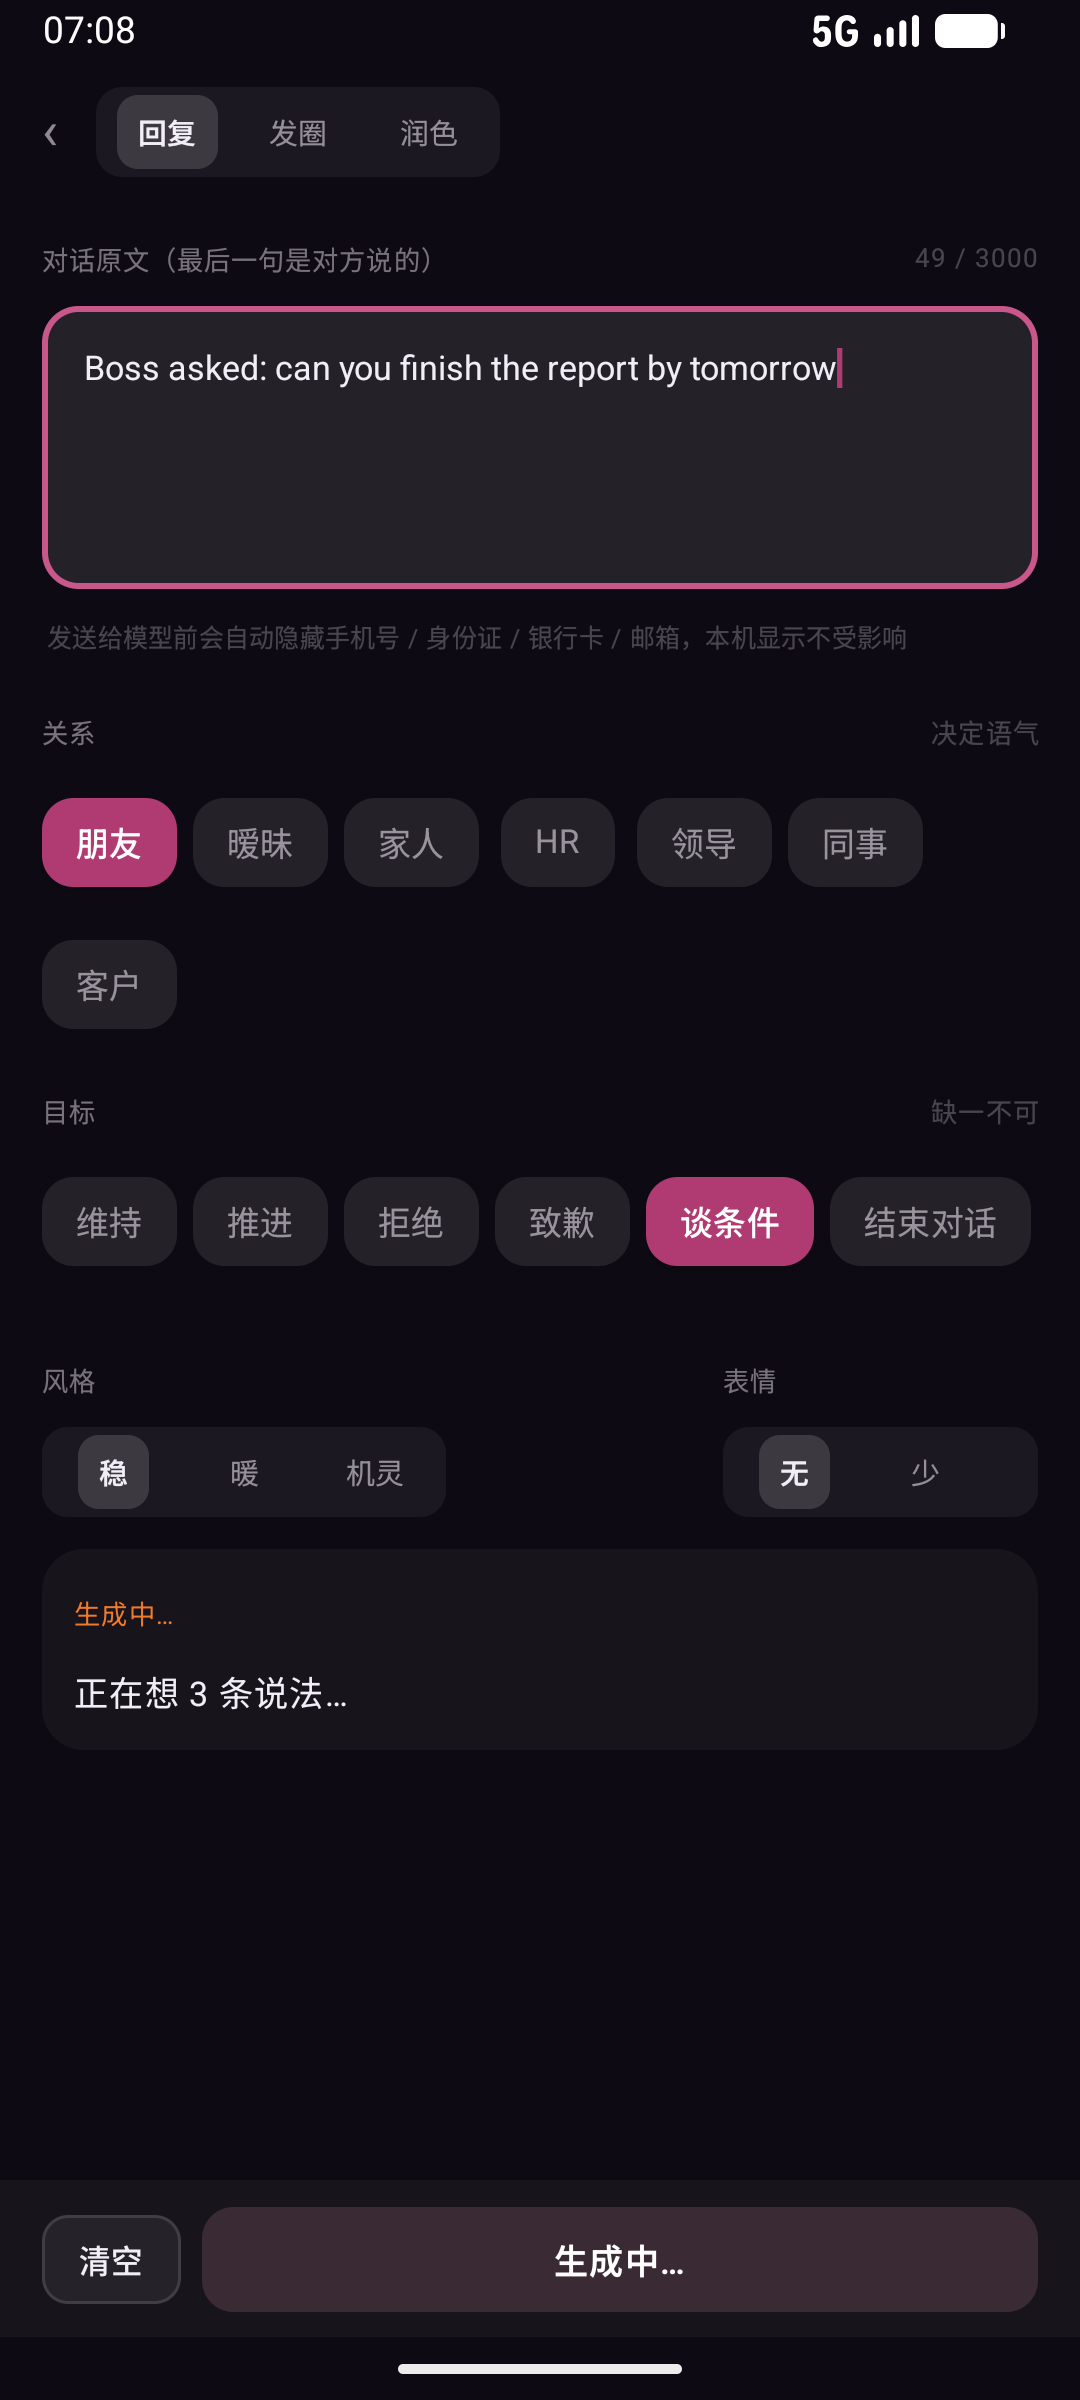 07:08 5G
回复 发圈 润色
对话原文（最后一句是对方说的） 49 / 3000
Boss asked: can you finish the report by tomorrow
发送给模型前会自动隐藏手机号 / 身份证 / 银行卡 / 邮箱，本机显示不受影响
关系 决定语气
朋友 暧昧 家人 HR 领导 同事
客户
目标 缺一不可
维持 推进 拒绝 致歉 谈条件 结束对话
风格 表情
稳 暖 机灵 无 少
生成中...
正在想 3 条说法...
清空 生成中...